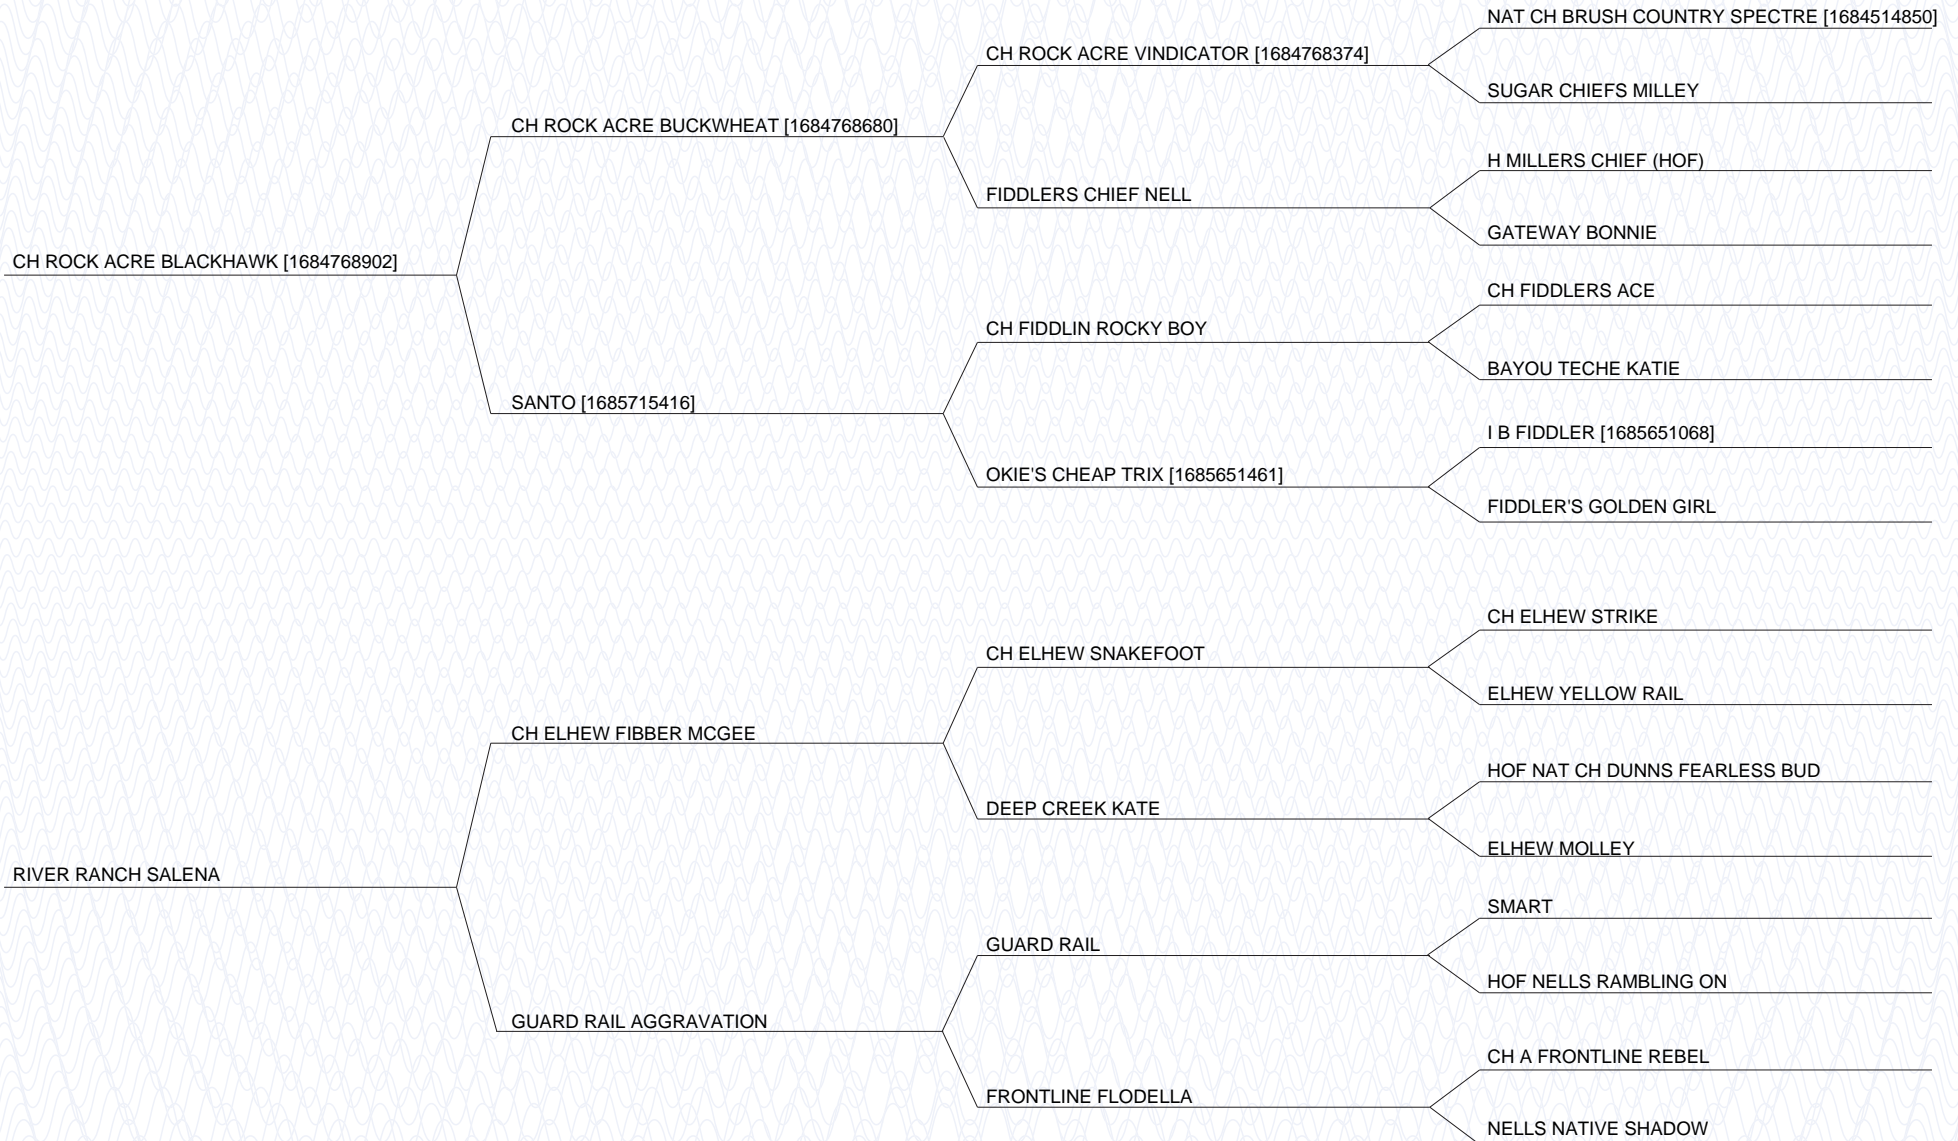 NAT CH BRUSH COUNTRY SPECTRE [1684514850]
CH ROCK ACRE VINDICATOR [1684768374]
SUGAR CHIEFS MILLEY
CH ROCK ACRE BUCKWHEAT [1684768680]
H MILLERS CHIEF (HOF)
FIDDLERS CHIEF NELL
GATEWAY BONNIE
CH ROCK ACRE BLACKHAWK [1684768902]
CH FIDDLERS ACE
CH FIDDLIN ROCKY BOY
BAYOU TECHE KATIE
SANTO [1685715416]
I B FIDDLER [1685651068]
OKIE'S CHEAP TRIX [1685651461]
FIDDLER'S GOLDEN GIRL
CH ELHEW STRIKE
CH ELHEW SNAKEFOOT
ELHEW YELLOW RAIL
CH ELHEW FIBBER MCGEE
HOF NAT CH DUNNS FEARLESS BUD
DEEP CREEK KATE
ELHEW MOLLEY
RIVER RANCH SALENA
SMART
GUARD RAIL
HOF NELLS RAMBLING ON
GUARD RAIL AGGRAVATION
CH A FRONTLINE REBEL
FRONTLINE FLODELLA
NELLS NATIVE SHADOW